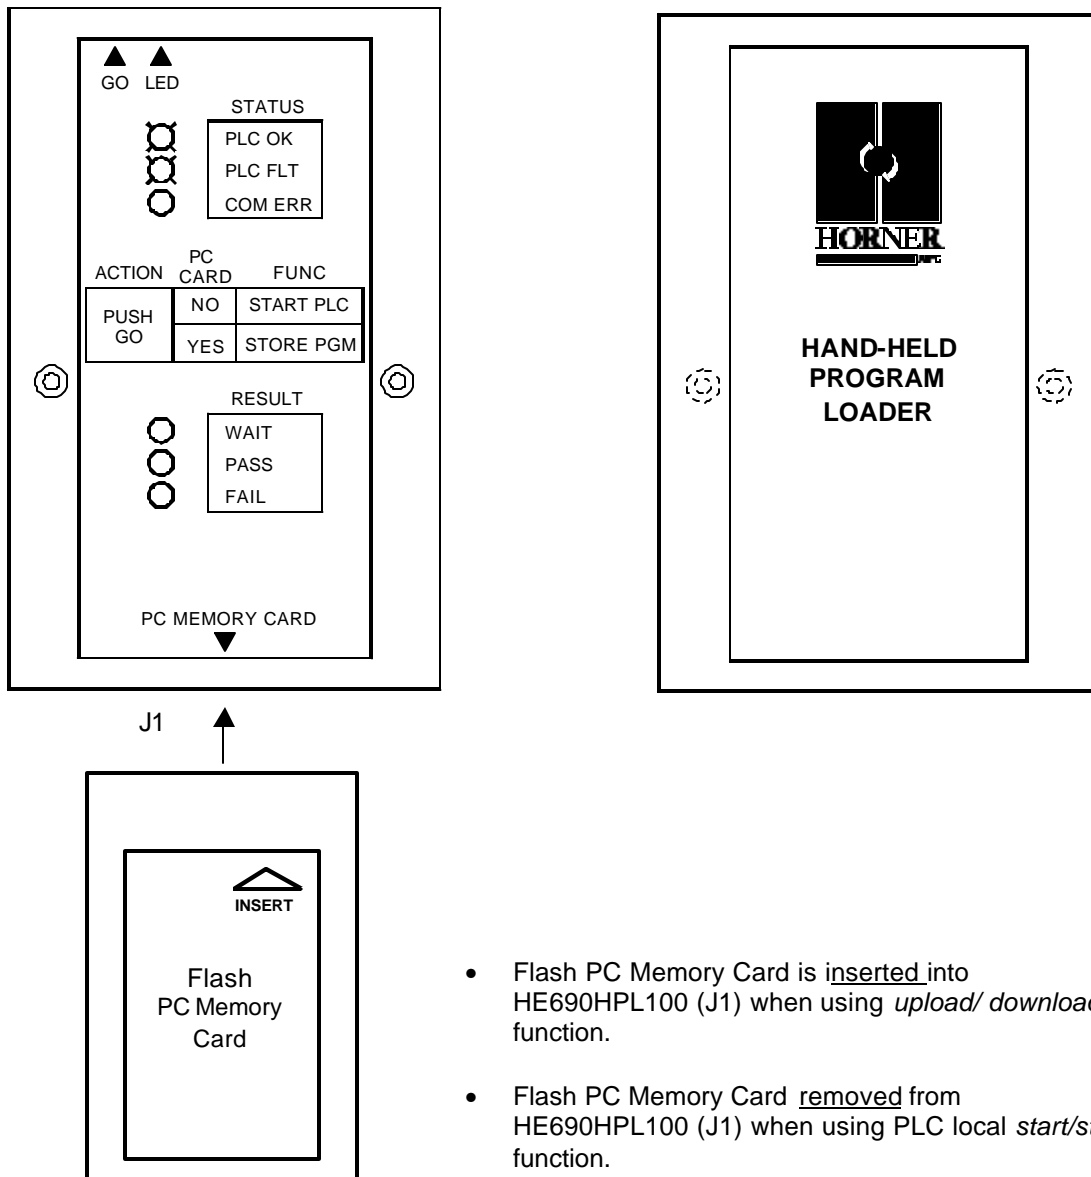 GO LED
STATUS
PLC OK
PLC FLT
COM ERR
ACTION PC CARD FUNC
PUSH GO
NO START PLC
YES STORE PGM
RESULT
WAIT
PASS
FAIL
PC MEMORY CARD
HORNER
HAND-HELD
PROGRAM
LOADER
J1
INSERT
Flash
PC Memory
Card
• Flash PC Memory Card is inserted into
HE690HPL100 (J1) when using upload/ download
function.
• Flash PC Memory Card removed from
HE690HPL100 (J1) when using PLC local
function.